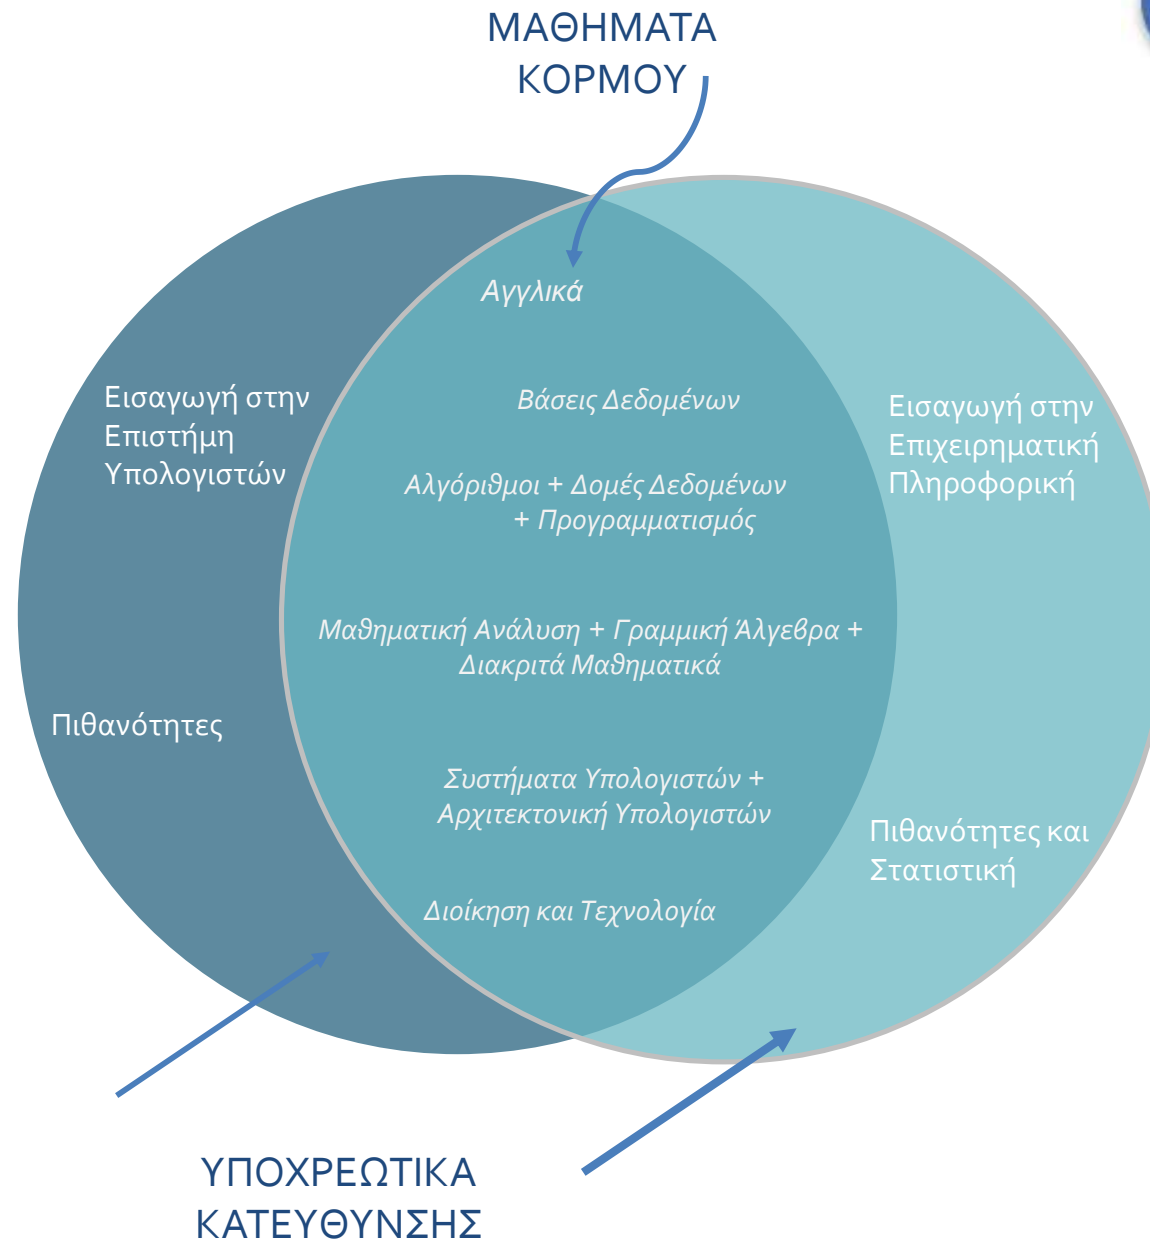 ΜΑΘΗΜΑΤΑ
ΚΟΡΜΟΥ
Αγγλικά
Βάσεις Δεδομένων
Αλγόριθμοι + Δομές Δεδομένων
+ Προγραμματισμός
Μαθηματική Ανάλυση + Γραμμική Άλγεβρα +
Διακριτά Μαθηματικά
Συστήματα Υπολογιστών +
Αρχιτεκτονική Υπολογιστών
Διοίκηση και Τεχνολογία
Εισαγωγή στην
Επιστήμη
Υπολογιστών
Πιθανότητες
Εισαγωγή στην
Επιχειρηματική
Πληροφορική
Πιθανότητες και
Στατιστική
ΥΠΟΧΡΕΩΤΙΚΑ
ΚΑΤΕΥΘΥΝΣΗΣ